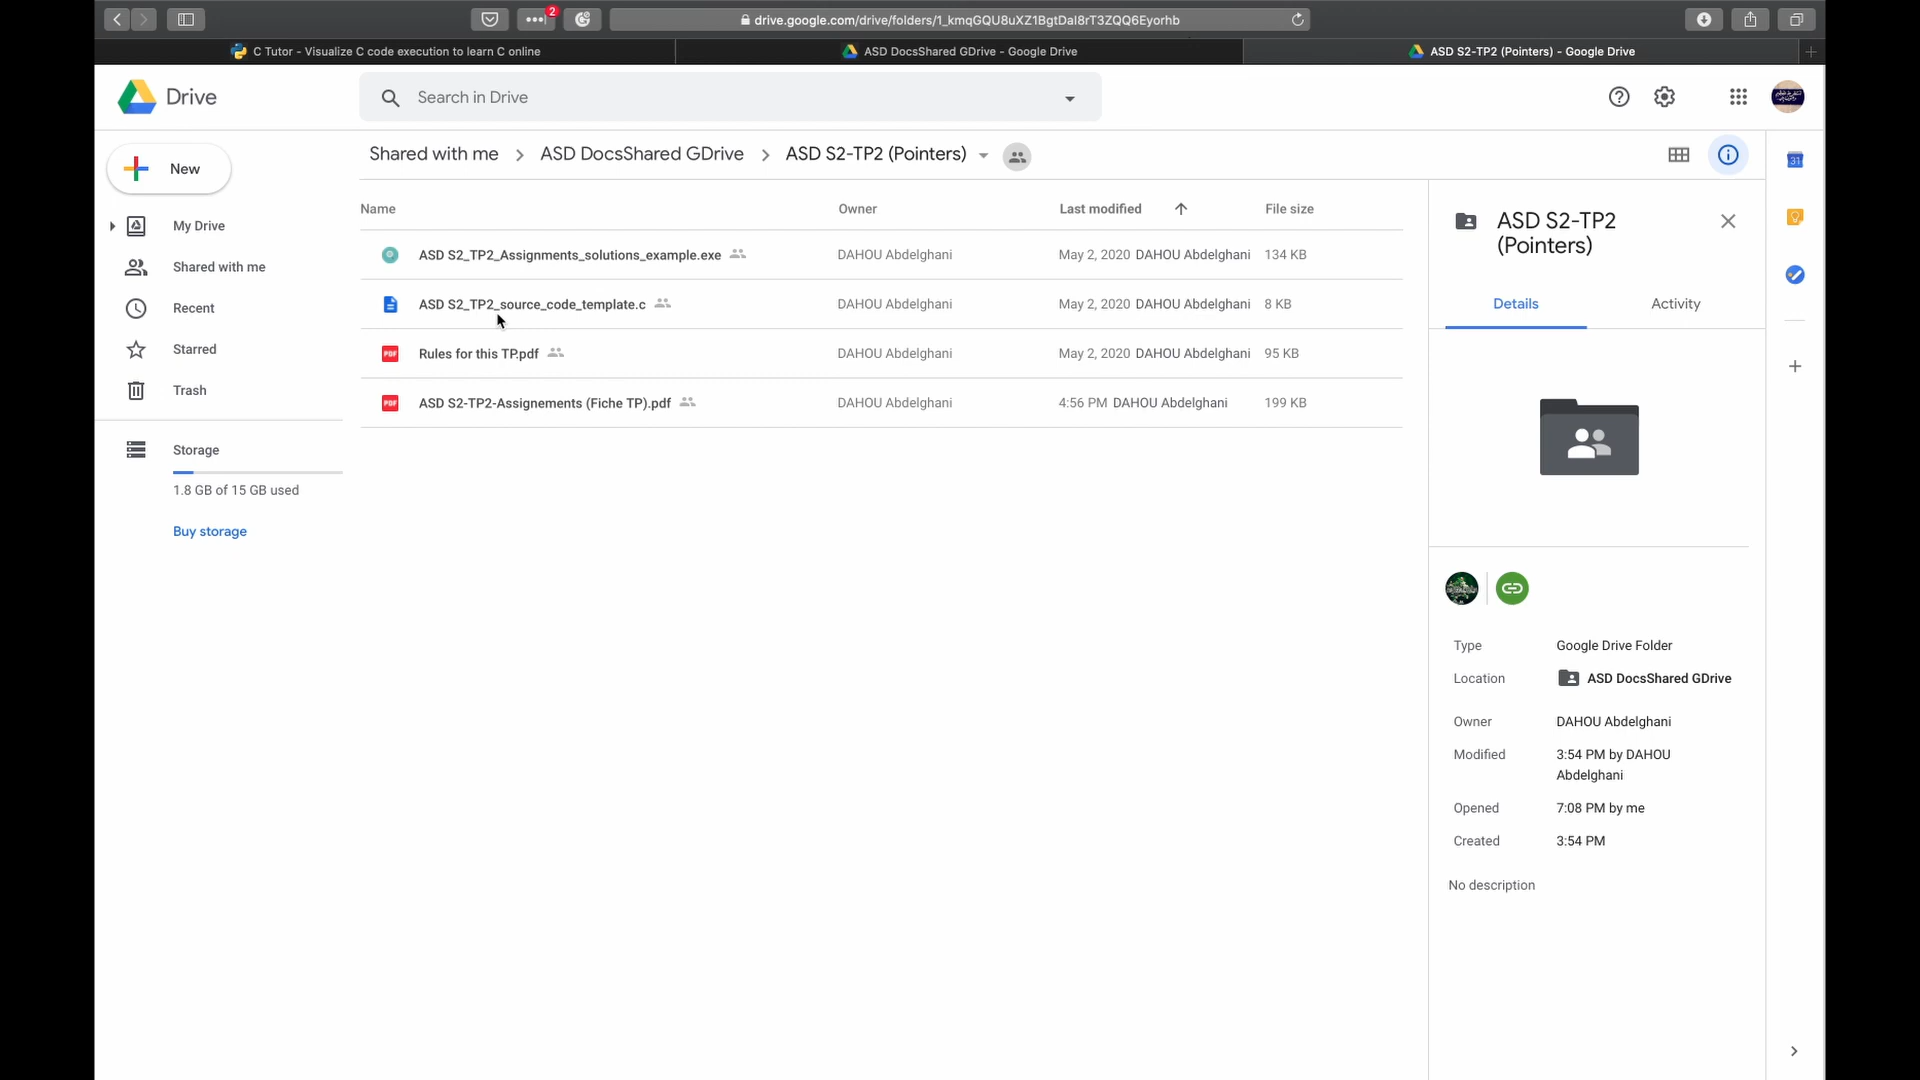 2
drive.google.com/drive/folders/1_kmqGQU8uXZ1BgtDal8rT3ZQQ6Eyorhb
C Tutor - Visualize C code execution to learn C online
ASD DocsShared GDrive - Google Drive
ASD S2-TP2 (Pointers) - Google Drive
Drive
Search in Drive
New
Shared with me > ASD DocsShared GDrive > ASD S2-TP2 (Pointers)
31
My Drive
Shared with me
Recent
Starred
Trash
Storage
1.8 GB of 15 GB used
Buy storage
Name Owner Last modified File size
ASD S2_TP2_Assignments_solutions_example.exe DAHOU Abdelghani May 2, 2020 DAHOU Abdelghani 134 KB
ASD S2_TP2_source_code_template.c DAHOU Abdelghani May 2, 2020 DAHOU Abdelghani 8 KB
PDF Rules for this TP.pdf DAHOU Abdelghani May 2, 2020 DAHOU Abdelghani 95 KB
PDF ASD S2-TP2-Assignements (Fiche TP).pdf DAHOU Abdelghani 4:56 PM DAHOU Abdelghani 199 KB
ASD S2-TP2
(Pointers)
Details Activity
Type Google Drive Folder
Location ASD DocsShared GDrive
Owner DAHOU Abdelghani
Modified 3:54 PM by DAHOU
Abdelghani
Opened 7:08 PM by me
Created 3:54 PM
No description